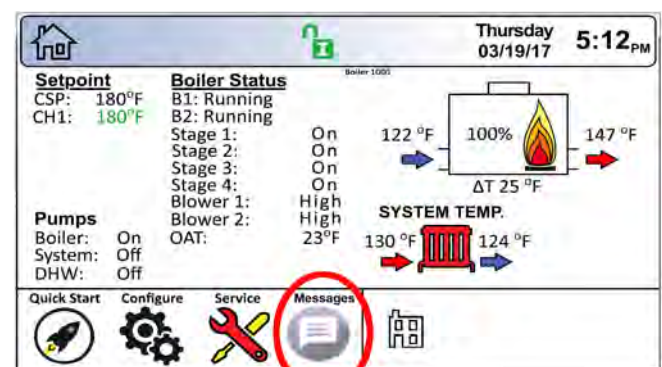 Thursday
03/19/17
5:12PM
Setpoint
CSP: 180°F
CH1: 180°F
Boiler Status
B1: Running
B2: Running
Stage 1: On
Stage 2: On
Stage 3: On
Stage 4: On
Blower 1: High
Blower 2: High
OAT: 23°F
Pumps
Boiler: On
System: Off
DHW: Off
Boiler 1001
122 °F
100%
147 °F
ΔT 25 °F
SYSTEM TEMP.
130 °F
124 °F
Quick Start
Configure
Service
Messages